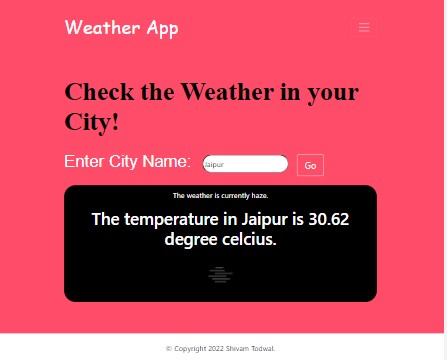 Weather App
Check the Weather in your
City!
Enter City Name:
Jaipur
Go
The weather is currently haze.
The temperature in Jaipur is 30.62
degree celcius.
© Copyright 2022 Shivam Todwal.